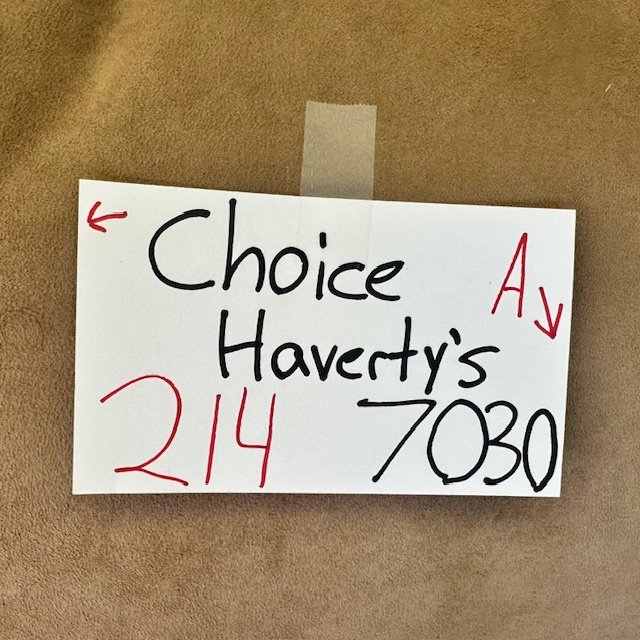 ← Choice A ↘
Haverty's
214 7030